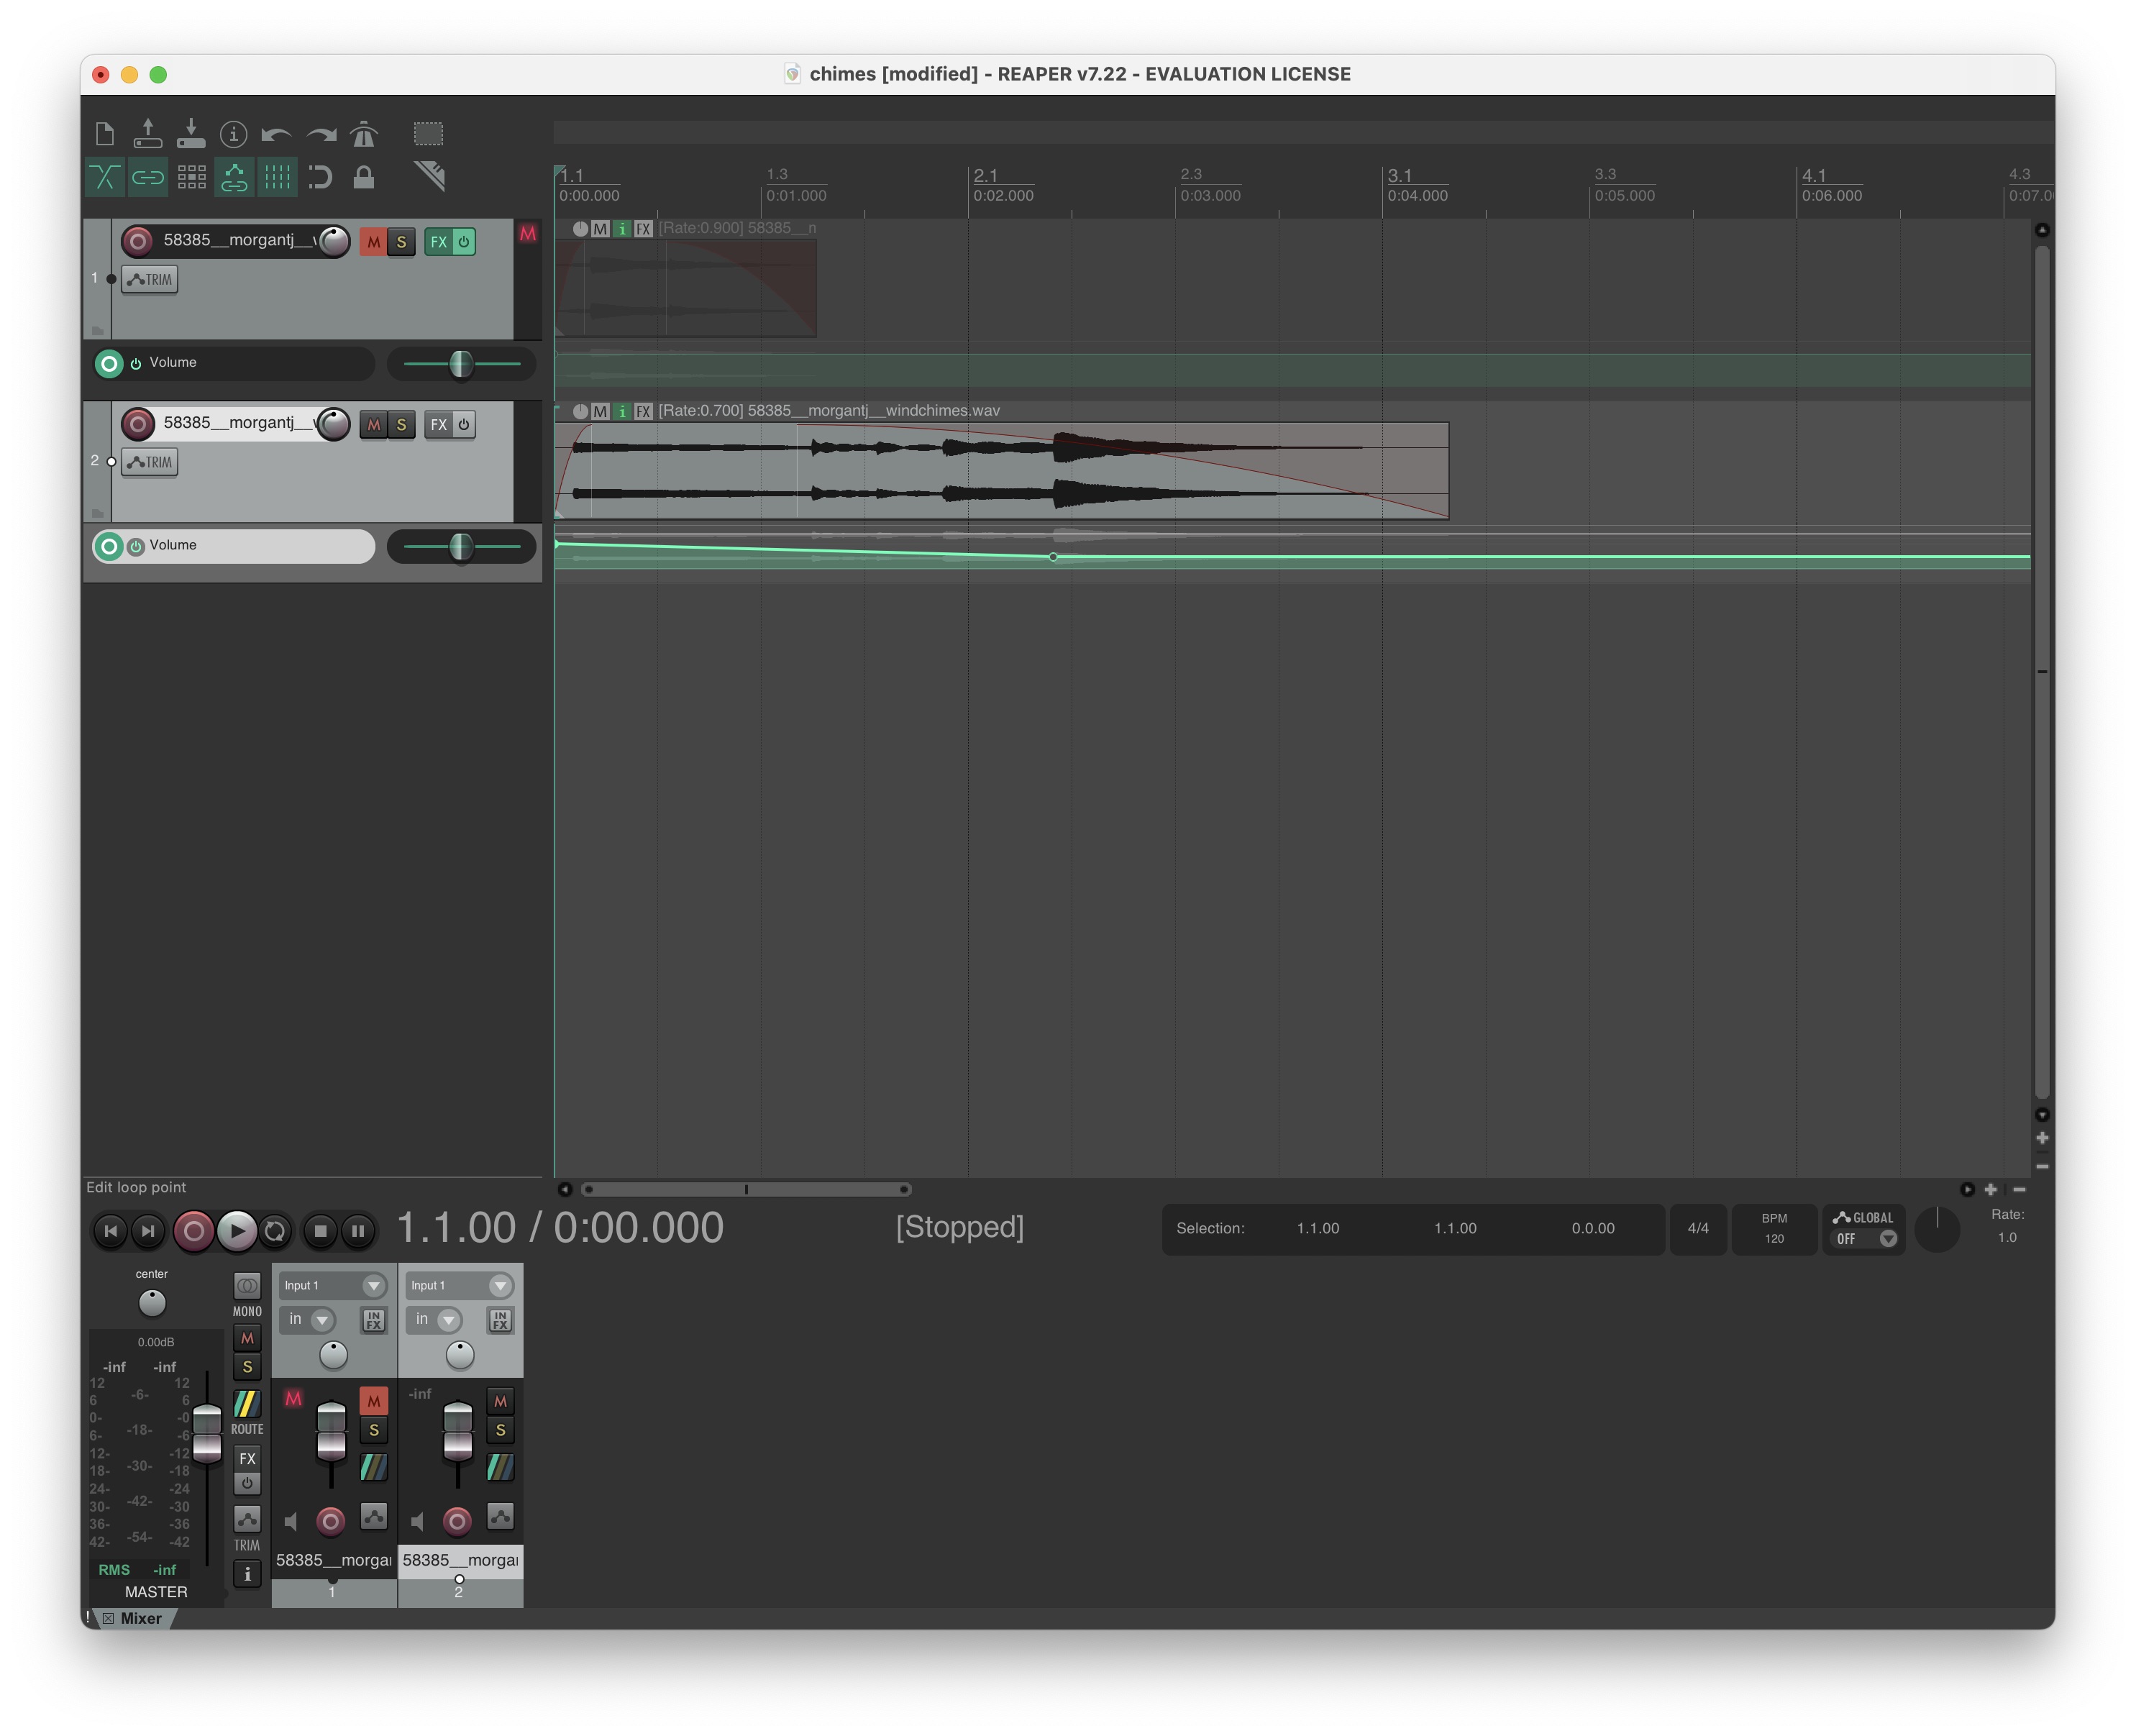 chimes [modified] - REAPER v7.22 - EVALUATION LICENSE
1.1 1.3 2.1 2.3 3.1 3.3 4.1 4.3
0:00.000 0:01.000 0:02.000 0:03.000 0:04.000 0:05.000 0:06.000 0:07.0
58385__morgantj__ M S FX M
1 TRIM
M i FX [Rate:0.900] 58385__n
Volume
58385__morgantj__ M S FX
2 TRIM
M i FX [Rate:0.700] 58385__morgantj__windchimes.wav
Volume
Edit loop point
1.1.00 / 0:00.000
[Stopped]
Selection: 1.1.00 1.1.00 0.0.00
4/4
BPM
120
GLOBAL
OFF
Rate:
1.0
center
0.00dB
-inf -inf
12 -6- 12
6 6
0- -0
6- -18- -6
12- -12
18- -30- -18
24- -24
30- -42- -30
36- -36
42- -54- -42
RMS -inf
MASTER
MONO
M
S
ROUTE
FX
TRIM
i
Input 1
in IN FX
M M
S
58385__morgan
1
Input 1
in IN FX
-inf M
S
58385__morgan
2
! Mixer